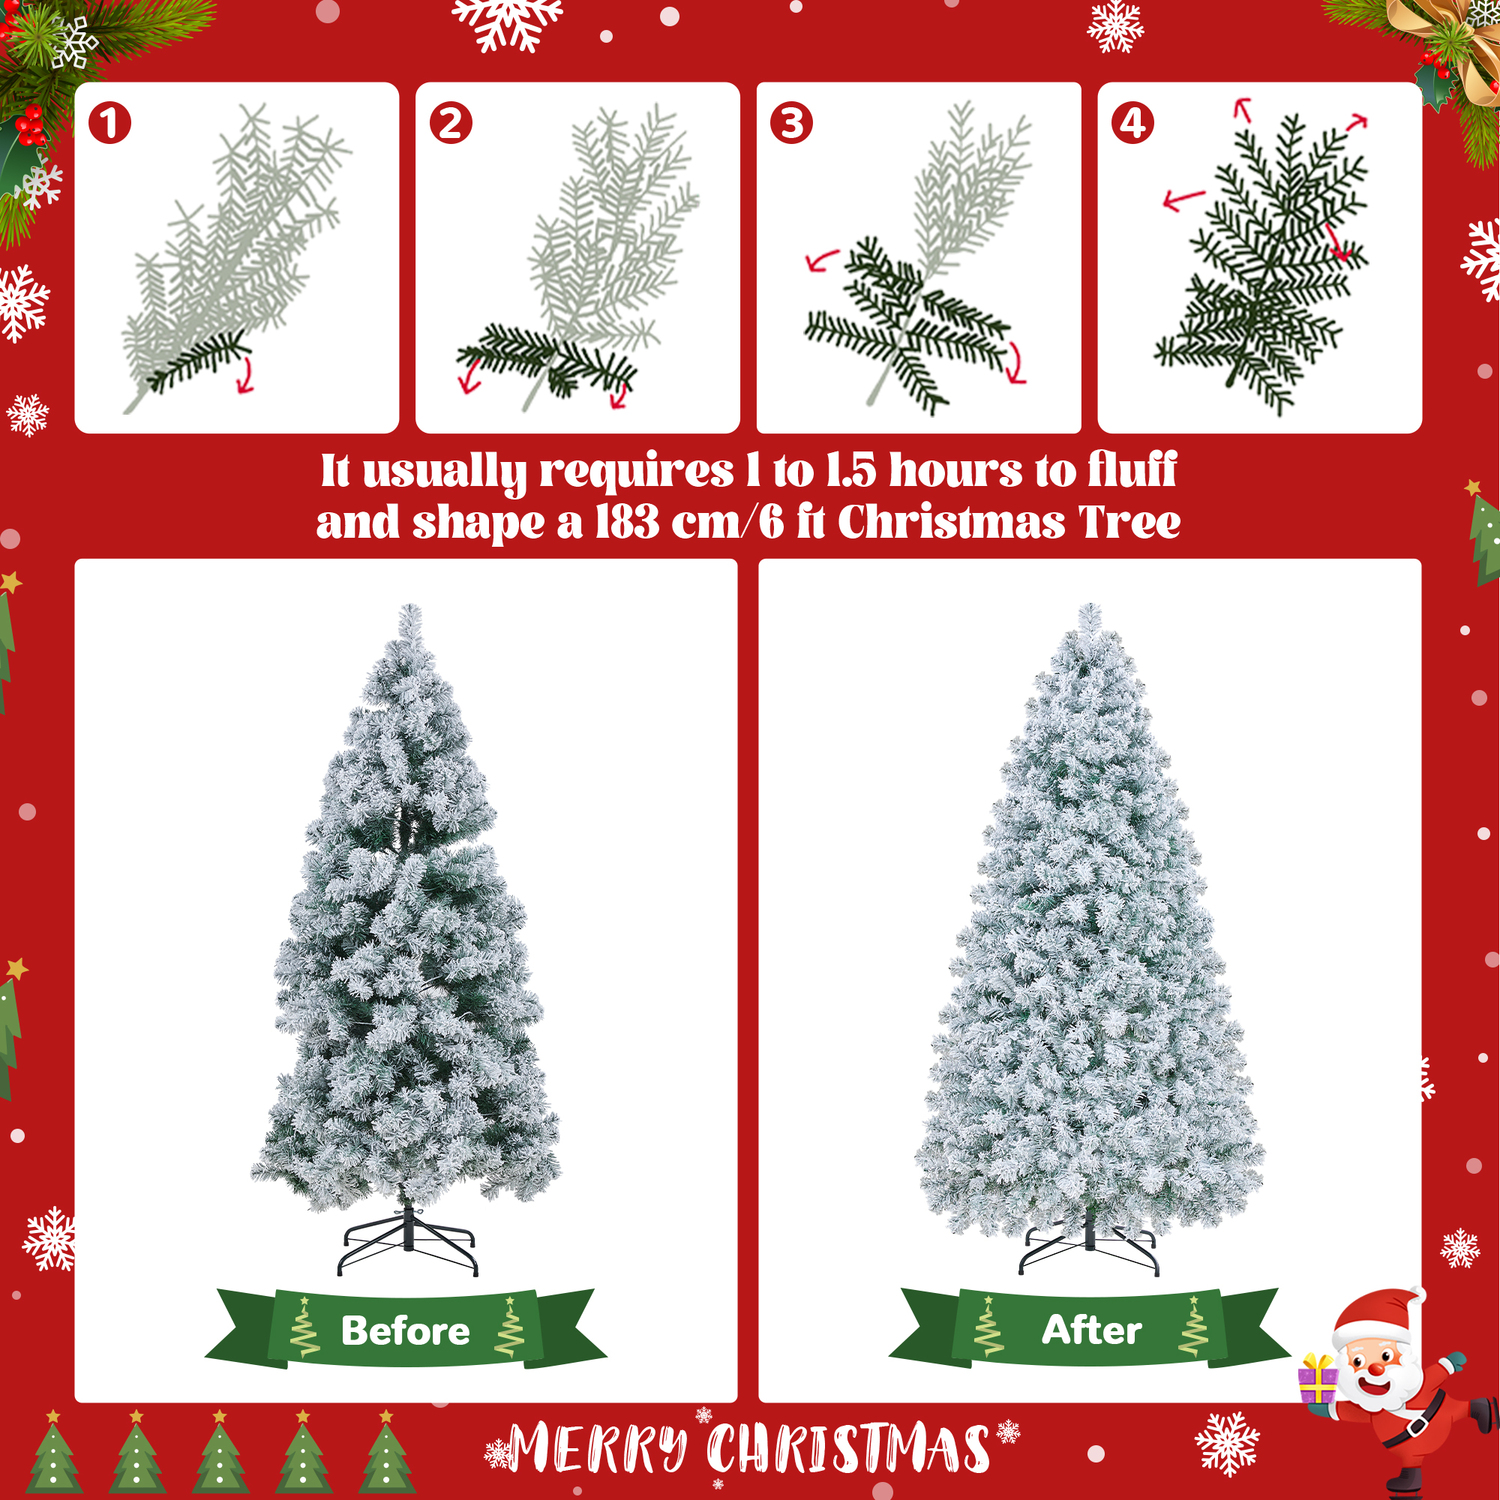 1
2
3
4
It usually requires 1 to 1.5 hours to fluff
and shape a 183 cm/6 ft Christmas Tree
Before
After
MERRY CHRISTMAS